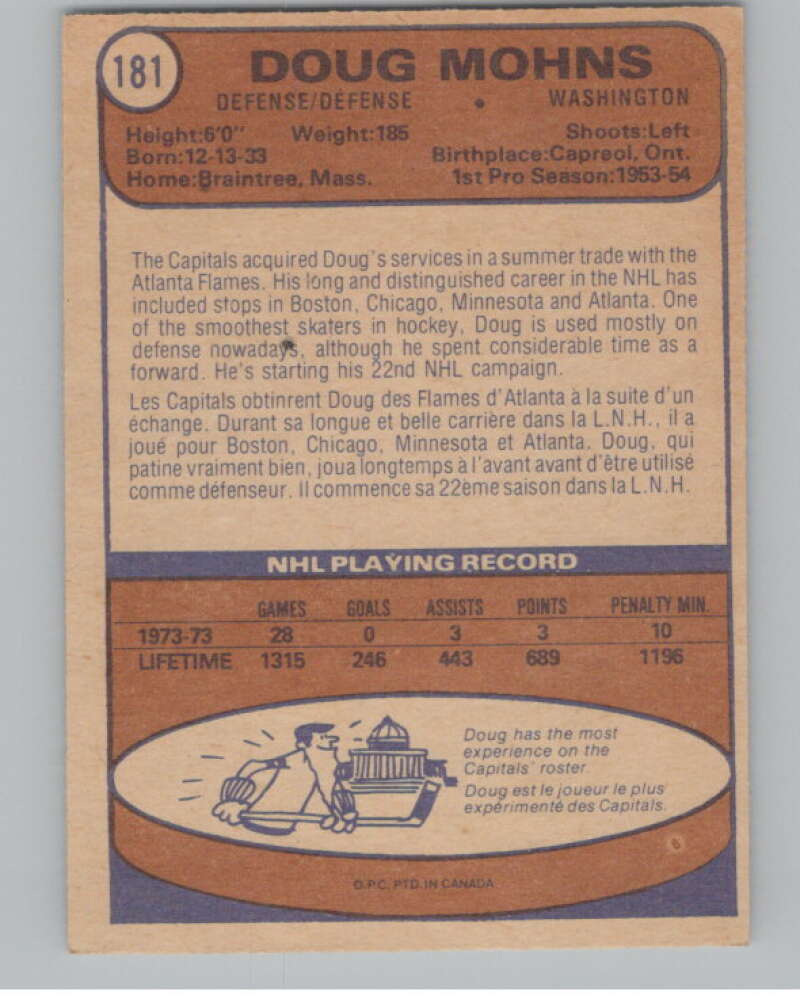 181
DOUG MOHNS
DEFENSE/DÉFENSE • WASHINGTON
Height:6'0" Weight:185 Shoots:Left
Born:12-13-33 Birthplace:Capreol, Ont.
Home:Braintree, Mass. 1st Pro Season:1953-54
The Capitals acquired Doug's services in a summer trade with the
Atlanta Flames. His long and distinguished career in the NHL has
included stops in Boston, Chicago, Minnesota and Atlanta. One
of the smoothest skaters in hockey, Doug is used mostly on
defense nowadays, although he spent considerable time as a
forward. He's starting his 22nd NHL campaign.
Les Capitals obtinrent Doug des Flames d'Atlanta à la suite d'un
échange. Durant sa longue et belle carrière dans la L.N.H., il a
joué pour Boston, Chicago, Minnesota et Atlanta. Doug, qui
patine vraiment bien, joua longtemps à l'avant avant d'être utilisé
comme défenseur. Il commence sa 22ème saison dans la L.N.H.
NHL PLAYING RECORD
GAMES GOALS ASSISTS POINTS PENALTY MIN.
1973-73 28 0 3 3 10
LIFETIME 1315 246 443 689 1196
Doug has the most
experience on the
Capitals' roster.
Doug est le joueur le plus
expérimenté des Capitals.
O.P.C. PTD. IN CANADA